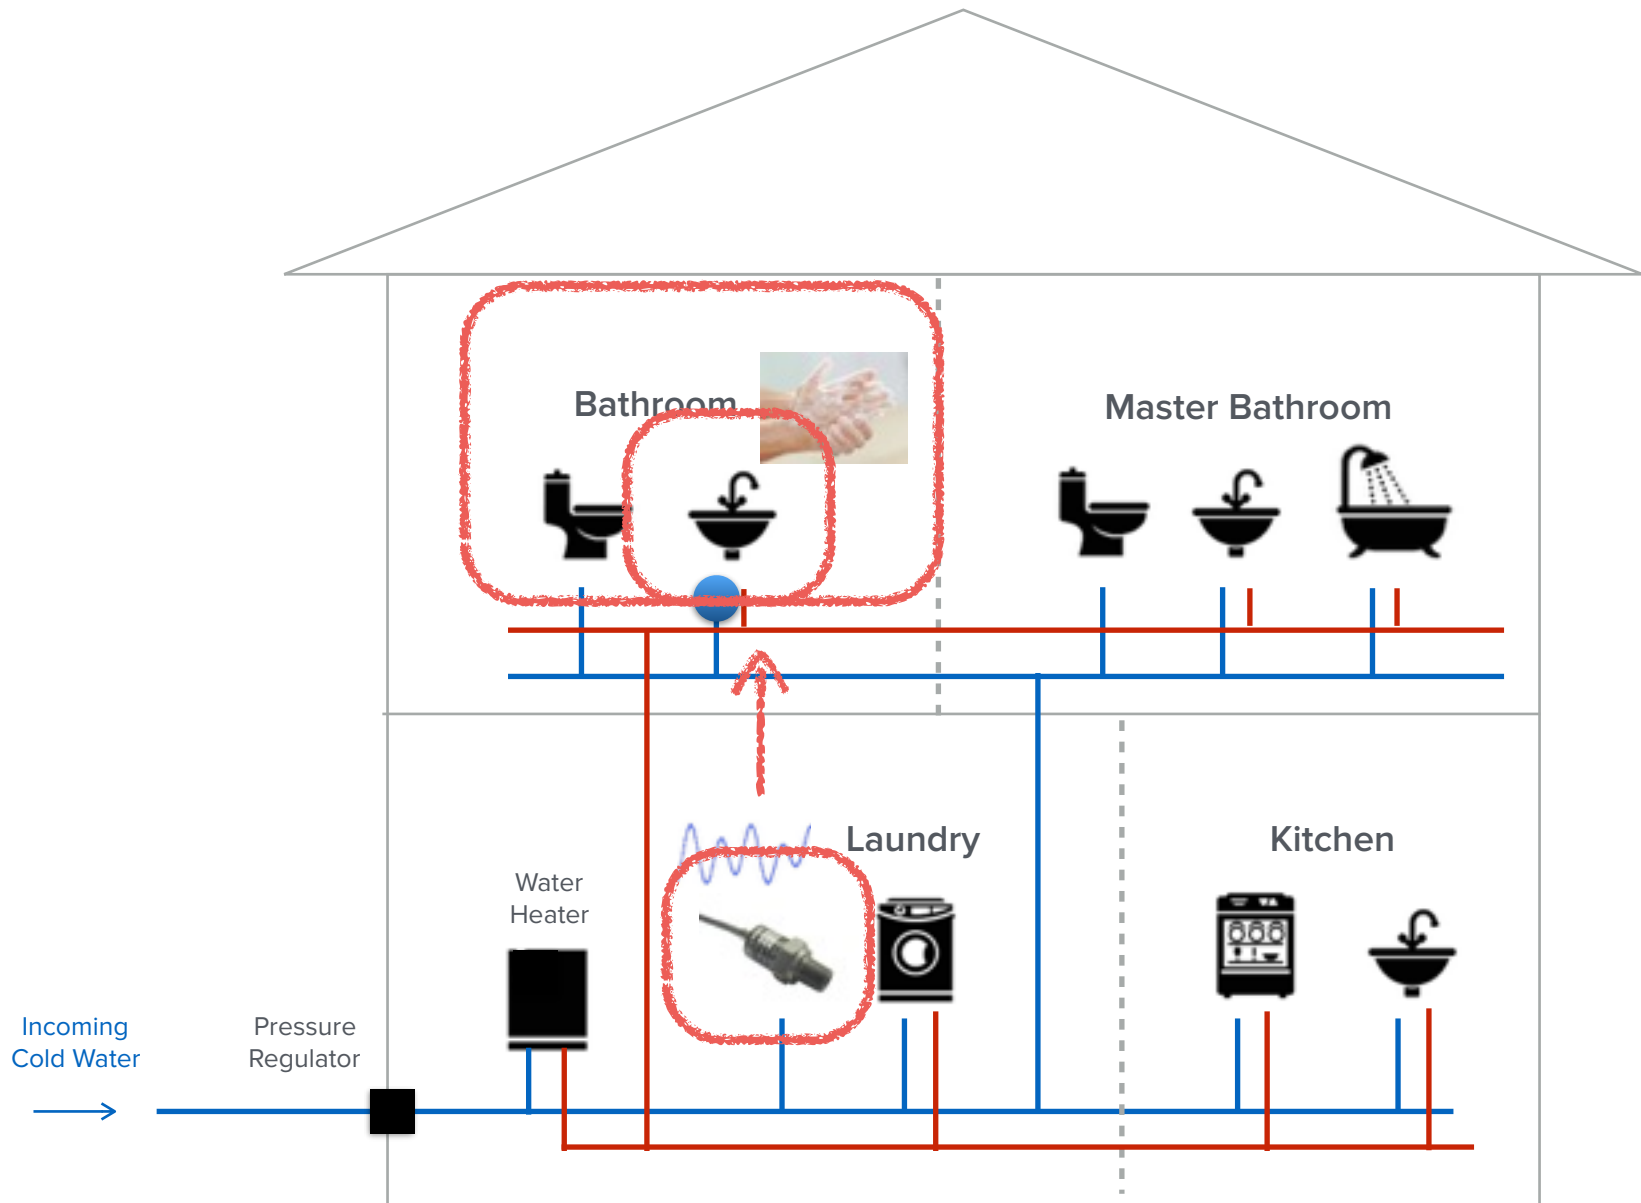 Bathroom
Master Bathroom
Laundry
Kitchen
Water
Heater
Incoming
Cold Water
Pressure
Regulator